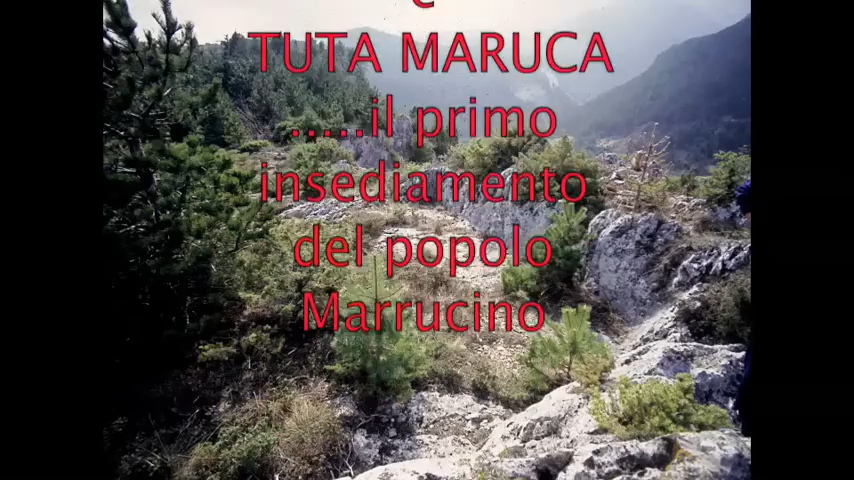 è
TUTA MARUCA
.....il primo
insediamento
del popolo
Marrucino